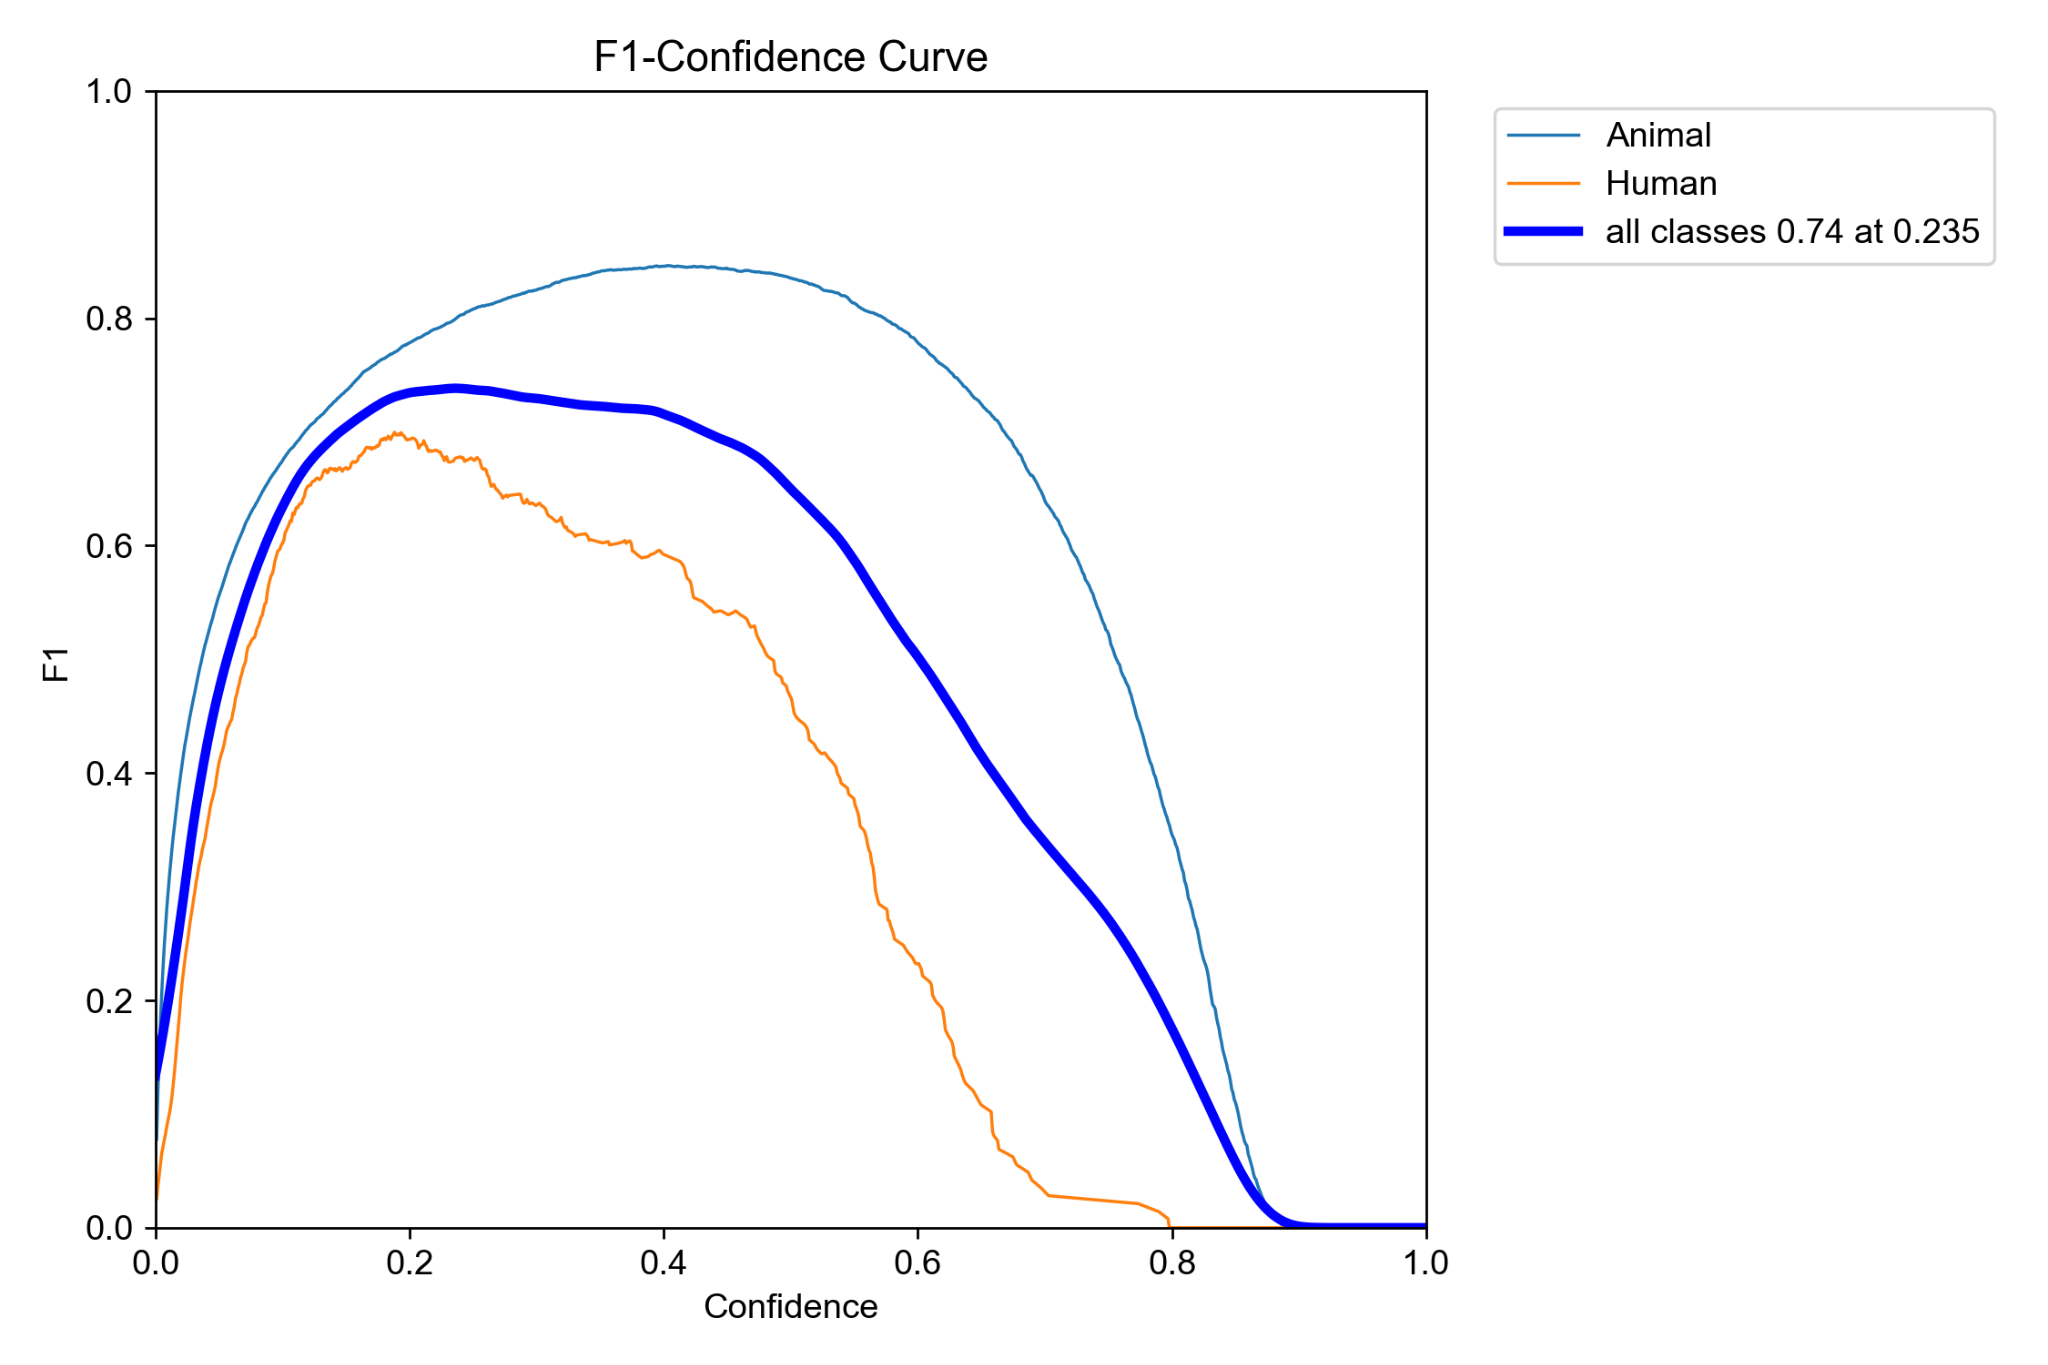 F1-Confidence Curve
1.0
0.8
0.6
0.4
0.2
0.0
F1
0.0 0.2 0.4 0.6 0.8 1.0
Confidence
Animal
Human
all classes 0.74 at 0.235